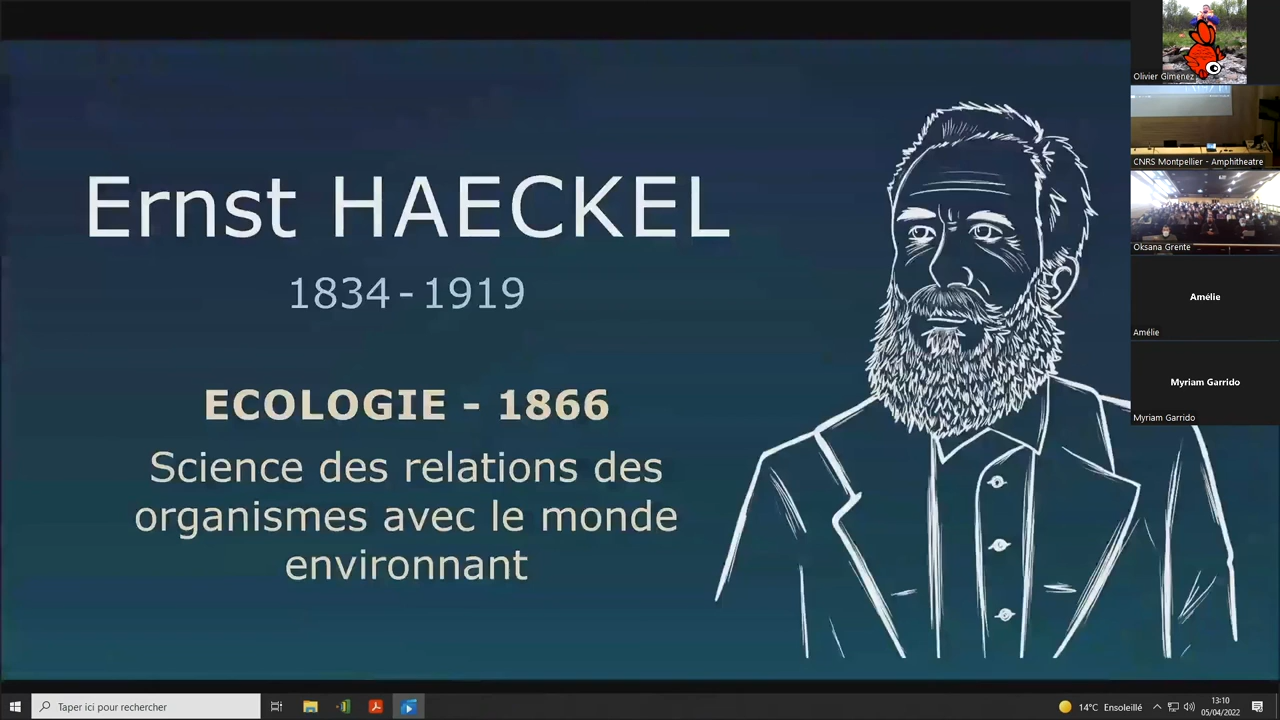 Ernst HAECKEL
1834 - 1919
ECOLOGIE - 1866
Science des relations des
organismes avec le monde
environnant
Olivier Gimenez
CNRS Montpellier - Amphitheatre
Oksana Grente
Amélie
Amélie
Myriam Garrido
Myriam Garrido
Taper ici pour rechercher
14°C Ensoleillé
13:10
05/04/2022